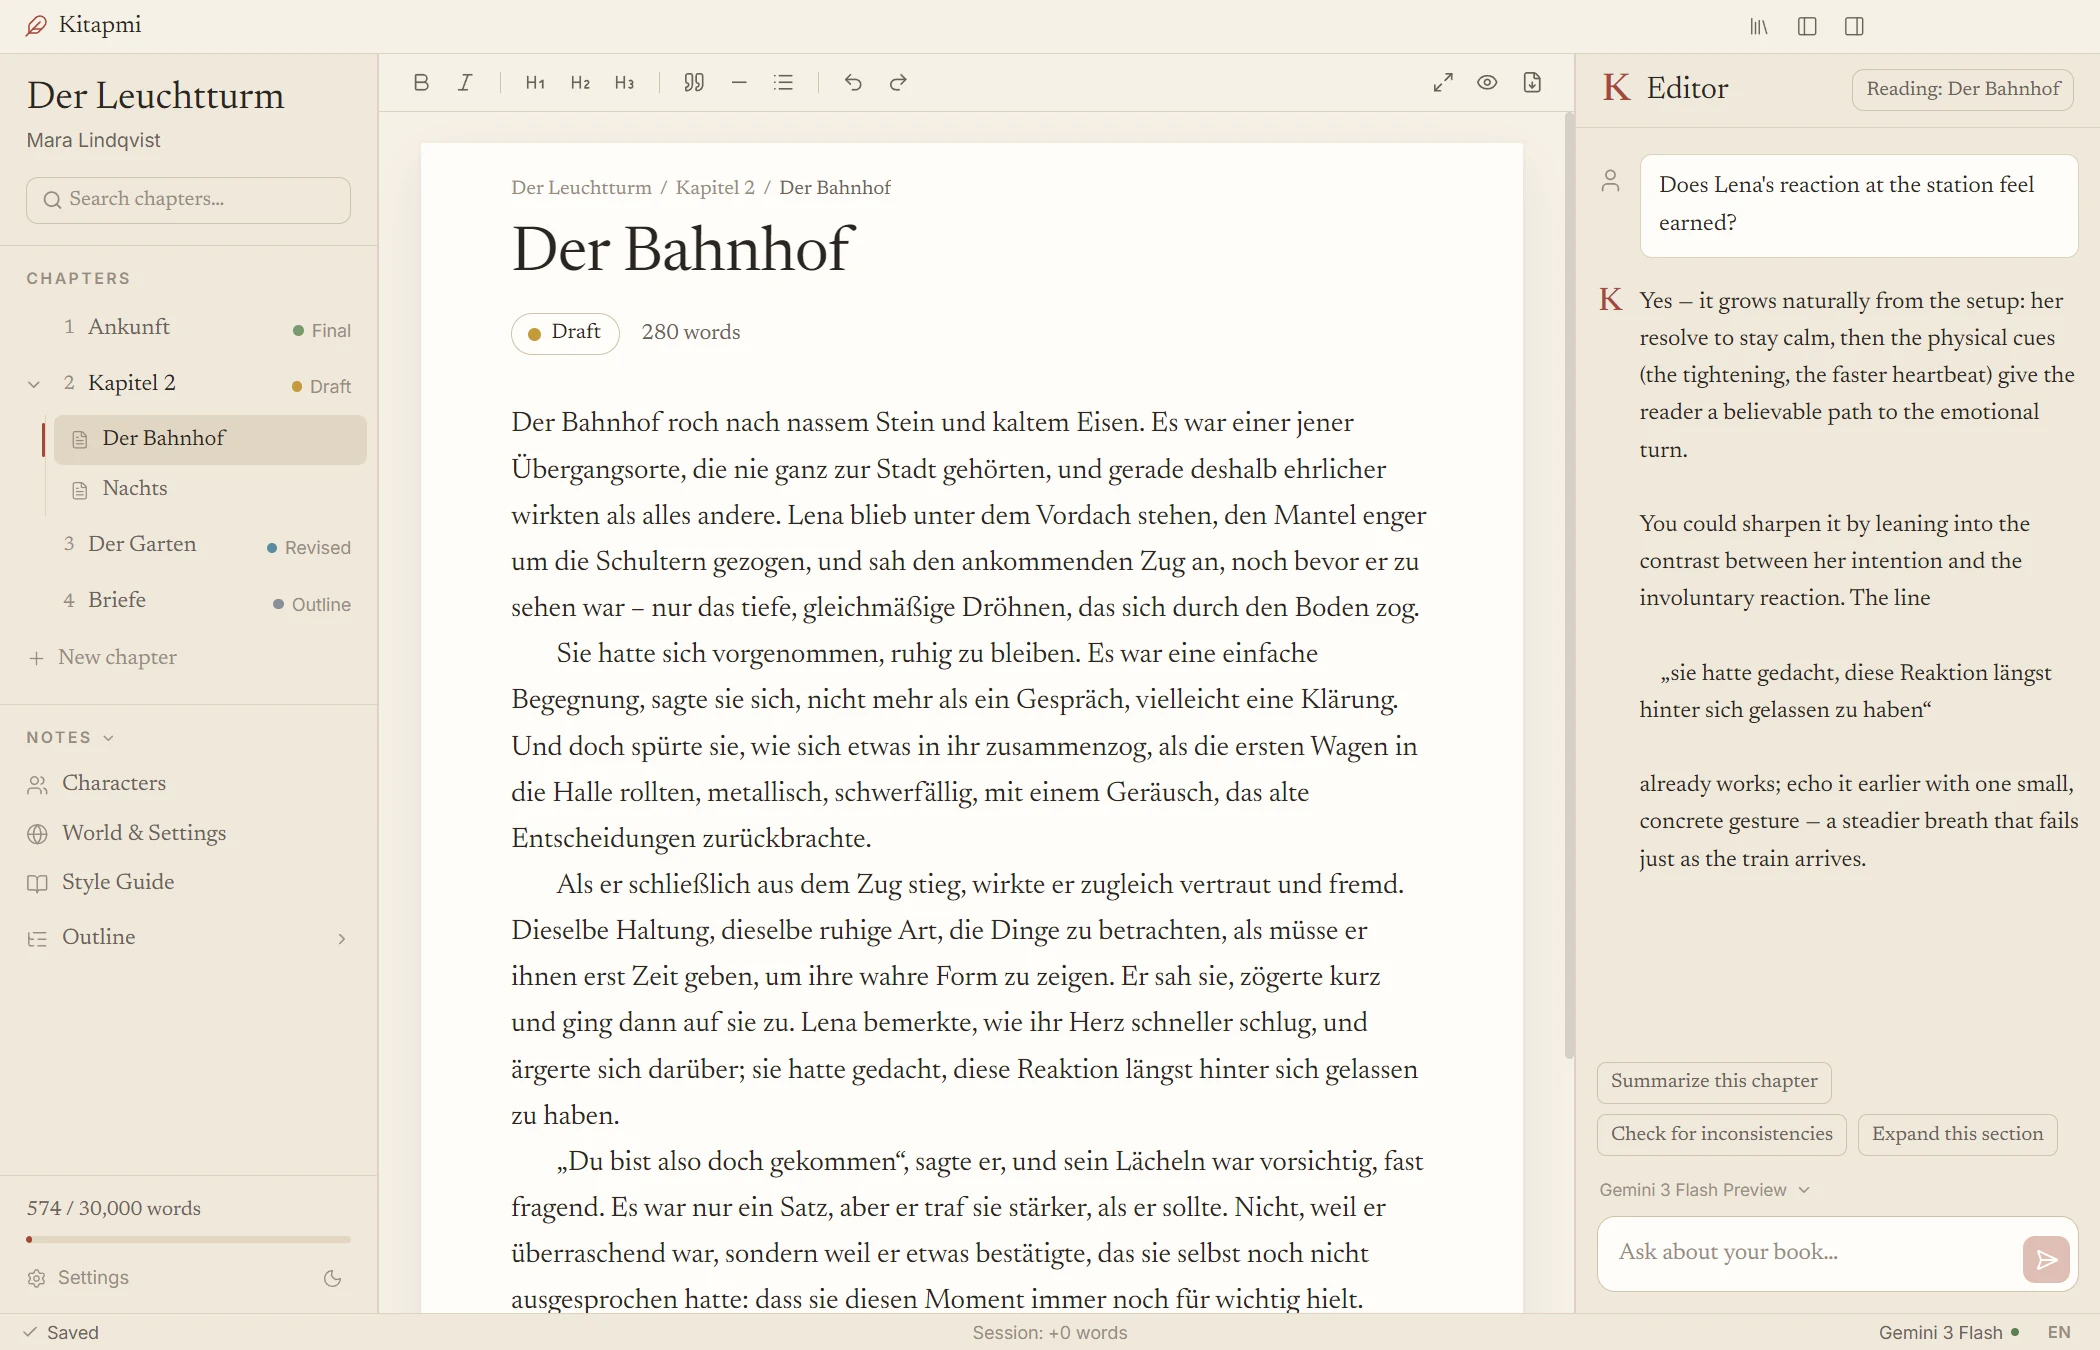 Kitapmi
Der Leuchtturm
Mara Lindqvist
Search chapters...
CHAPTERS
1 Ankunft Final
2 Kapitel 2 Draft
Der Bahnhof
Nachts
3 Der Garten Revised
4 Briefe Outline
New chapter
NOTES
Characters
World & Settings
Style Guide
Outline
574 / 30,000 words
Settings
B I H1 H2 H3
Der Leuchtturm / Kapitel 2 / Der Bahnhof
Der Bahnhof
Draft 280 words
Der Bahnhof roch nach nassem Stein und kaltem Eisen. Es war einer jener
Übergangsorte, die nie ganz zur Stadt gehörten, und gerade deshalb ehrlicher
wirkten als alles andere. Lena blieb unter dem Vordach stehen, den Mantel enger
um die Schultern gezogen, und sah den ankommenden Zug an, noch bevor er zu
sehen war – nur das tiefe, gleichmäßige Dröhnen, das sich durch den Boden zog.
Sie hatte sich vorgenommen, ruhig zu bleiben. Es war eine einfache
Begegnung, sagte sie sich, nicht mehr als ein Gespräch, vielleicht eine Klärung.
Und doch spürte sie, wie sich etwas in ihr zusammenzog, als die ersten Wagen in
die Halle rollten, metallisch, schwerfällig, mit einem Geräusch, das alte
Entscheidungen zurückbrachte.
Als er schließlich aus dem Zug stieg, wirkte er zugleich vertraut und fremd.
Dieselbe Haltung, dieselbe ruhige Art, die Dinge zu betrachten, als müsse er
ihnen erst Zeit geben, um ihre wahre Form zu zeigen. Er sah sie, zögerte kurz
und ging dann auf sie zu. Lena bemerkte, wie ihr Herz schneller schlug, und
ärgerte sich darüber; sie hatte gedacht, diese Reaktion längst hinter sich gelassen
zu haben.
„Du bist also doch gekommen“, sagte er, und sein Lächeln war vorsichtig, fast
fragend. Es war nur ein Satz, aber er traf sie stärker, als er sollte. Nicht, weil er
überraschend war, sondern weil er etwas bestätigte, das sie selbst noch nicht
ausgesprochen hatte: dass sie diesen Moment immer noch für wichtig hielt.
K Editor Reading: Der Bahnhof
Does Lena's reaction at the station feel
earned?
K Yes – it grows naturally from the setup: her
resolve to stay calm, then the physical cues
(the tightening, the faster heartbeat) give the
reader a believable path to the emotional
turn.
You could sharpen it by leaning into the
contrast between her intention and the
involuntary reaction. The line
„sie hatte gedacht, diese Reaktion längst
hinter sich gelassen zu haben“
already works; echo it earlier with one small,
concrete gesture – a steadier breath that fails
just as the train arrives.
Summarize this chapter
Check for inconsistencies Expand this section
Gemini 3 Flash Preview
Ask about your book...
Saved Session: +0 words Gemini 3 Flash EN